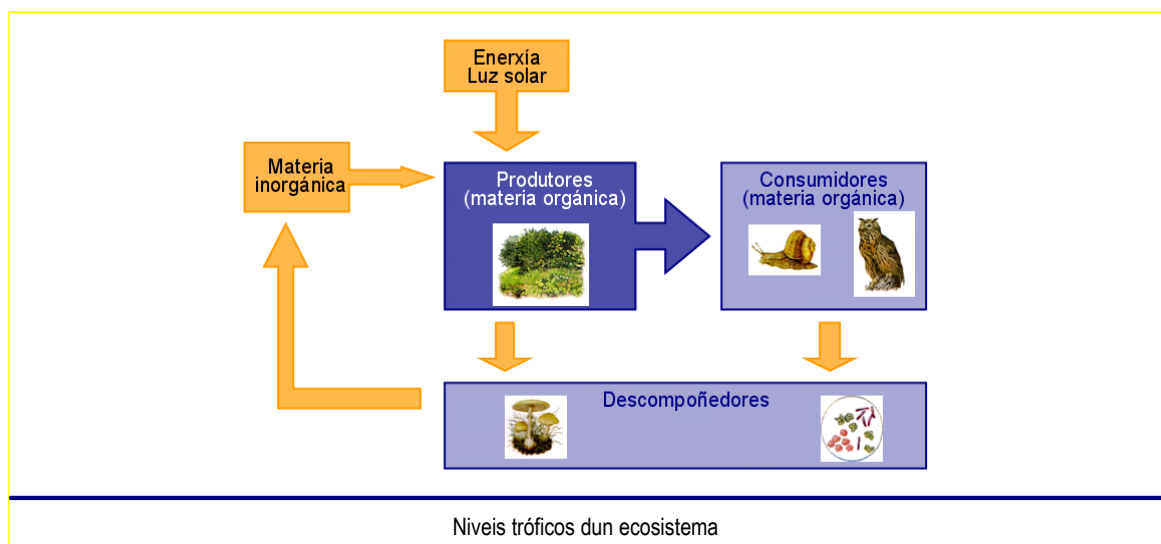 Enerxía
Luz solar
Materia
inorgánica
Produtores
(materia orgánica)
Consumidores
(materia orgánica)
Descompoñedores
Niveis tróficos dun ecosistema